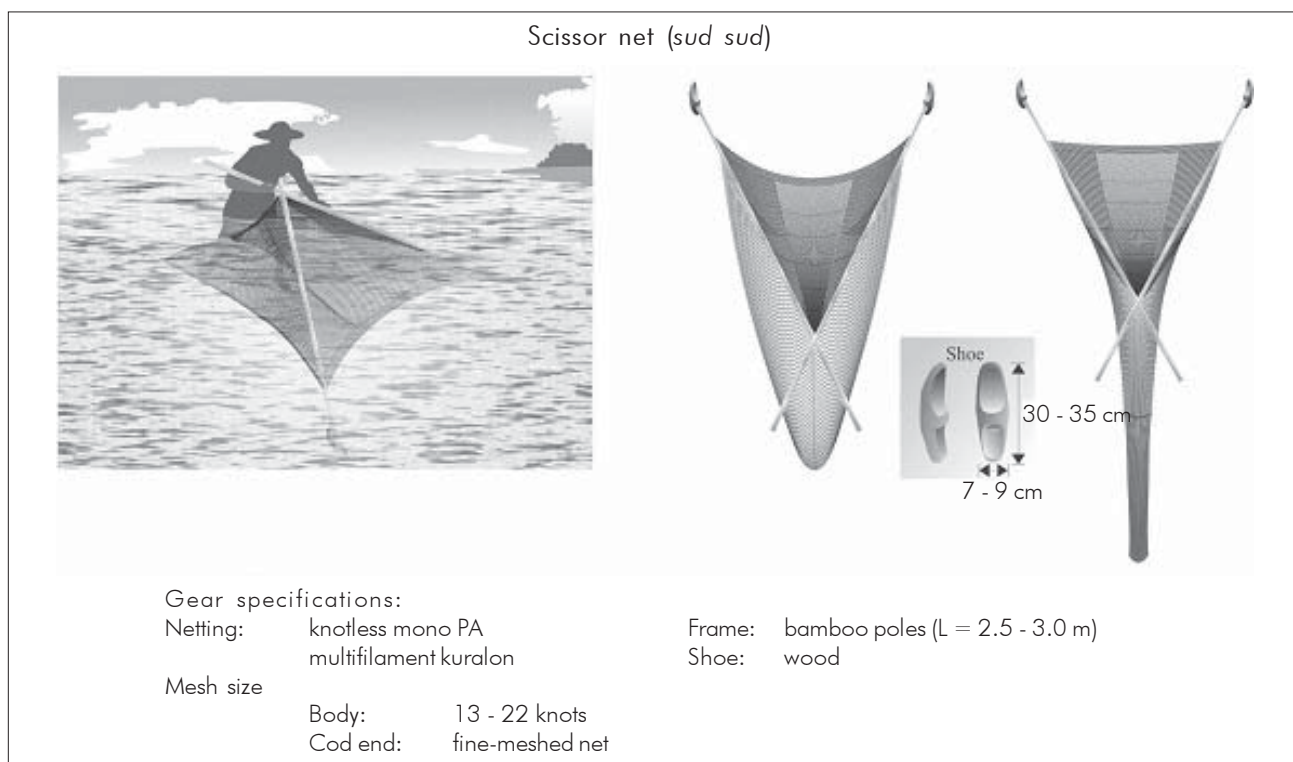 Scissor net (sud sud)
Shoe
30 - 35 cm
7 - 9 cm
Gear specifications:
Netting: knotless mono PA
multifilament kuralon
Mesh size
Body: 13 - 22 knots
Cod end: fine-meshed net
Frame: bamboo poles (L = 2.5 - 3.0 m)
Shoe: wood